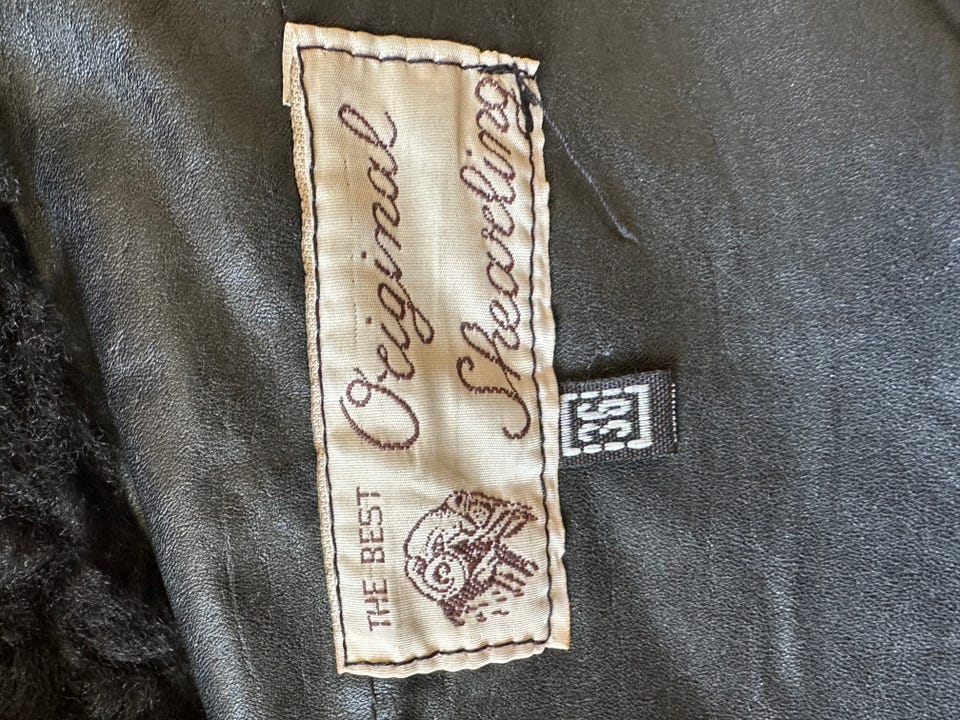 THE BEST
Original
Shearling
36